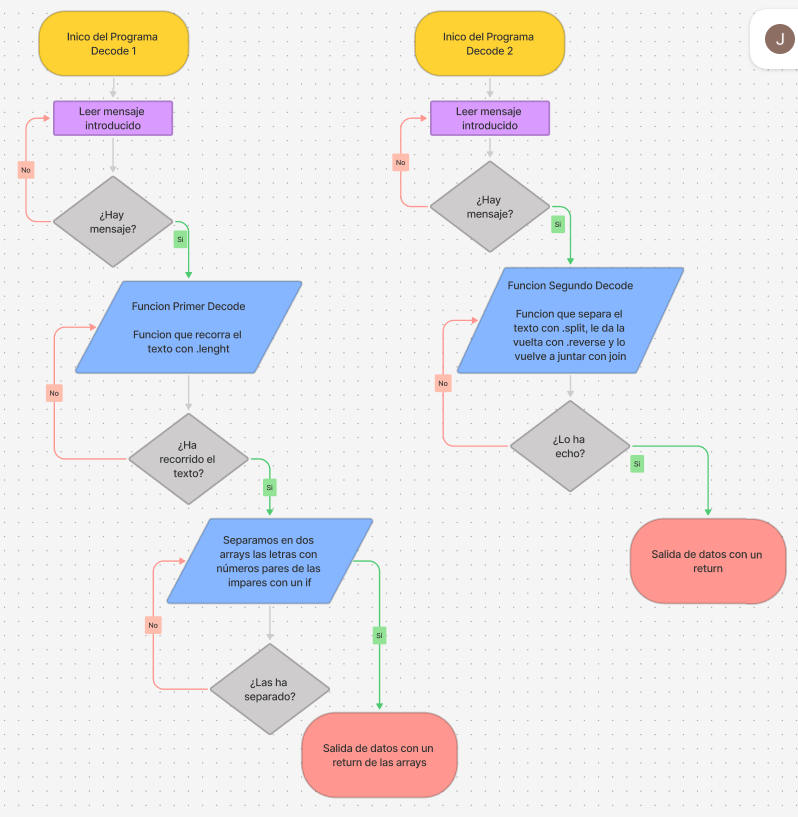 Inico del Programa
Decode 1
Leer mensaje
introducido
No
¿Hay
mensaje?
Si
Funcion Primer Decode
Funcion que recorra el
texto con .lenght
No
¿Ha
recorrido el
texto?
Si
Separamos en dos
arrays las letras con
números pares de las
impares con un if
No
Si
¿Las ha
separado?
Salida de datos con un
return de las arrays
Inico del Programa
Decode 2
Leer mensaje
introducido
No
¿Hay
mensaje?
Si
Funcion Segundo Decode
Funcion que separa el
texto con .split, le da la
vuelta con .reverse y lo
vuelve a juntar con join
No
¿Lo ha
echo?
Si
Salida de datos con un
return
J